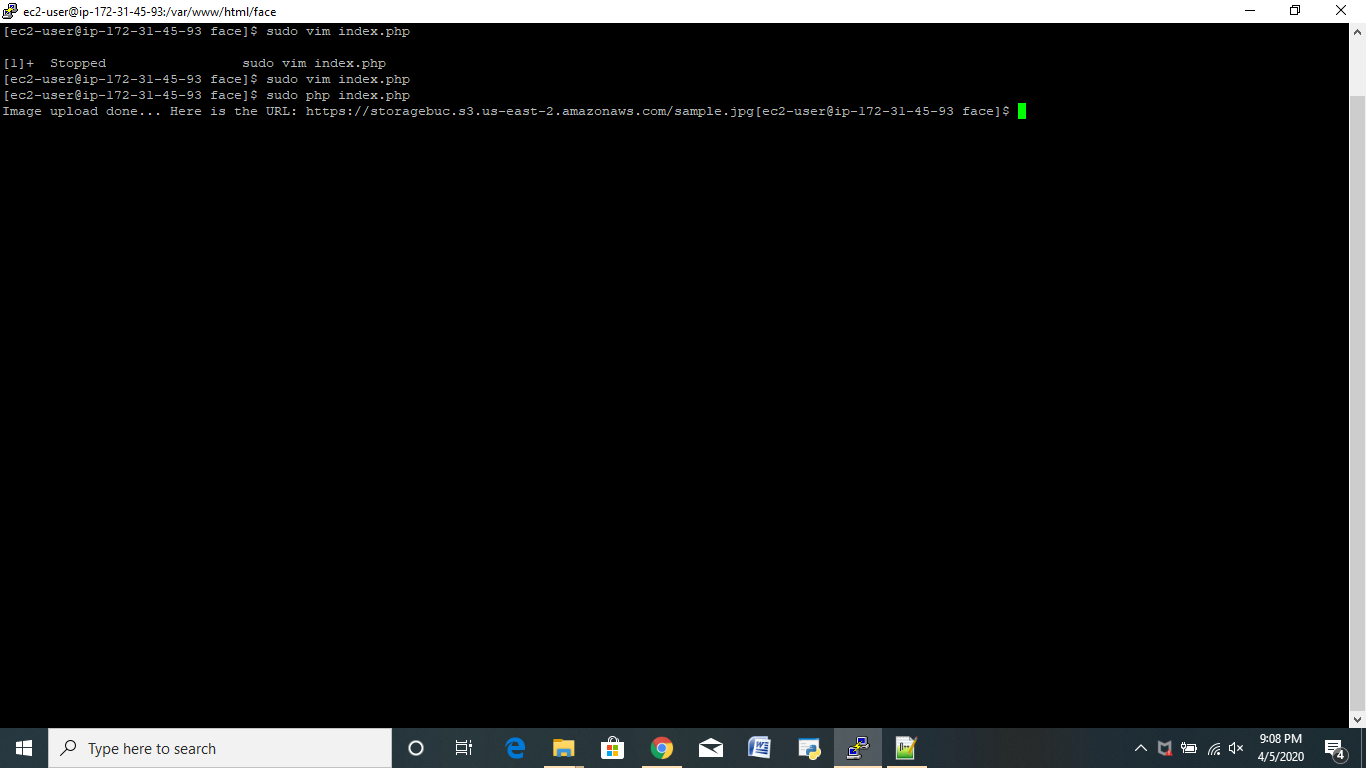 ec2-user@ip-172-31-45-93:/var/www/html/face
[ec2-user@ip-172-31-45-93 face]$ sudo vim index.php
[1]+  Stopped                 sudo vim index.php
[ec2-user@ip-172-31-45-93 face]$ sudo vim index.php
[ec2-user@ip-172-31-45-93 face]$ sudo php index.php
Image upload done... Here is the URL: https://storagebuc.s3.us-east-2.amazonaws.com/sample.jpg[ec2-user@ip-172-31-45-93 face]$
Type here to search
9:08 PM
4/5/2020
4